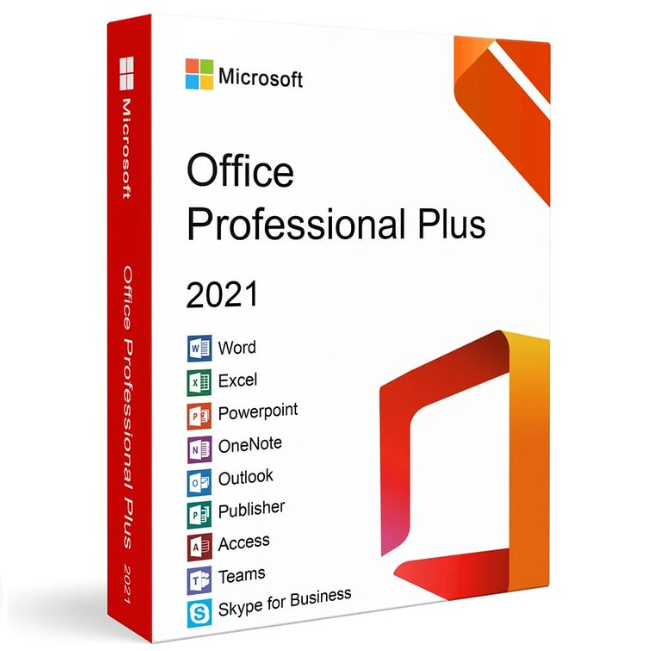 Microsoft
Office Professional Plus 2021
Microsoft
Office
Professional Plus
2021
Word
Excel
Powerpoint
OneNote
Outlook
Publisher
Access
Teams
Skype for Business